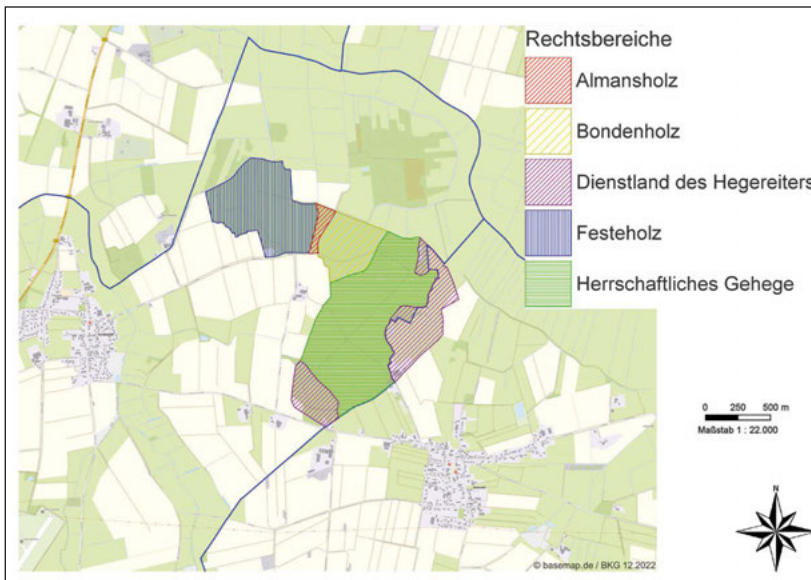 Rechtsbereiche
Almansholz
Bondenholz
Dienstland des Hegereiters
Festeholz
Herrschaftliches Gehege
0 250 500 m
Maßstab 1 : 22.000
N
© basemap.de / BKG 12.2022